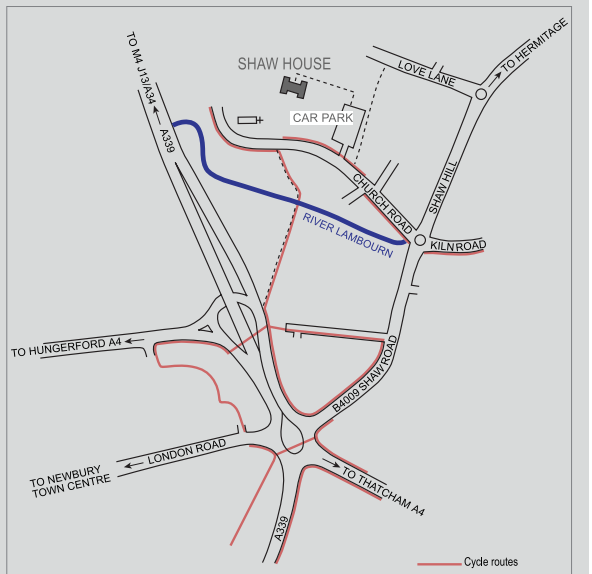 TO M4 J13/A34
A339
SHAW HOUSE
CAR PARK
LOVE LANE
TO HERMITAGE
SHAW HILL
CHURCH ROAD
RIVER LAMBOURN
KILN ROAD
TO HUNGERFORD A4
B4009 SHAW ROAD
LONDON ROAD
TO NEWBURY
TOWN CENTRE
TO THATCHAM A4
A339
Cycle routes